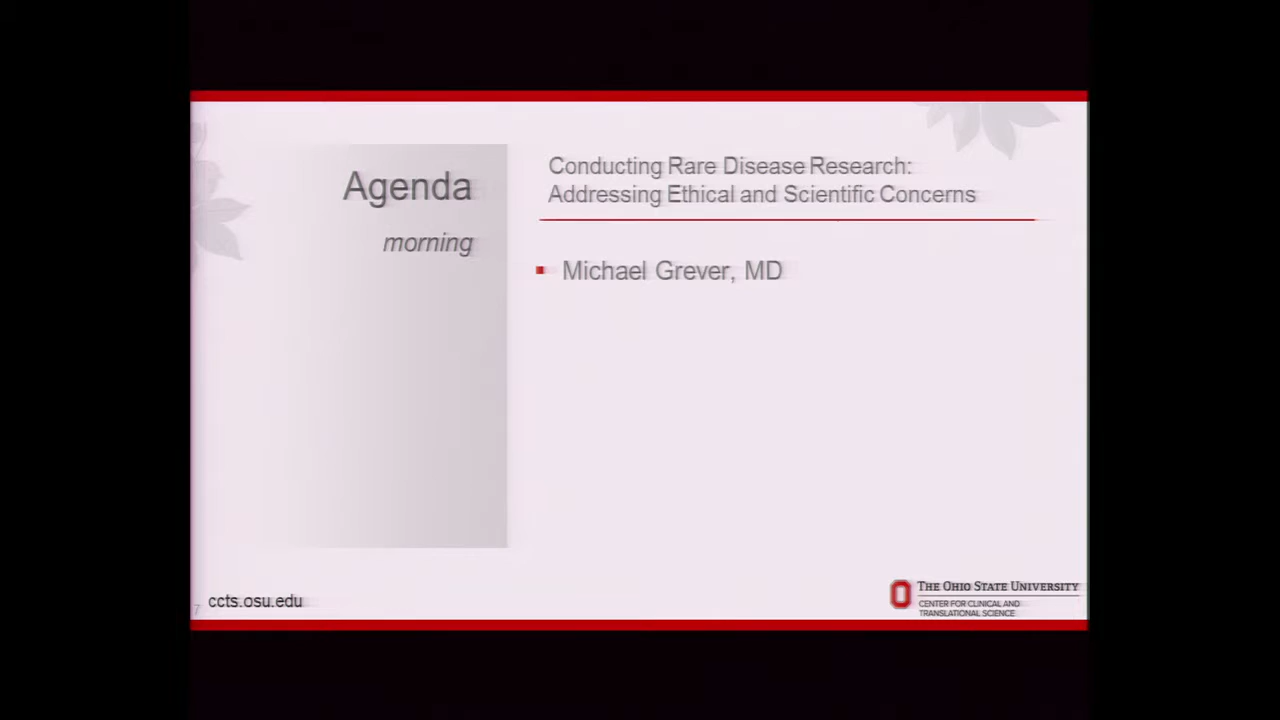 Agenda
morning
Conducting Rare Disease Research:
Addressing Ethical and Scientific Concerns
Michael Grever, MD
7
ccts.osu.edu
THE OHIO STATE UNIVERSITY
CENTER FOR CLINICAL AND
TRANSLATIONAL SCIENCE